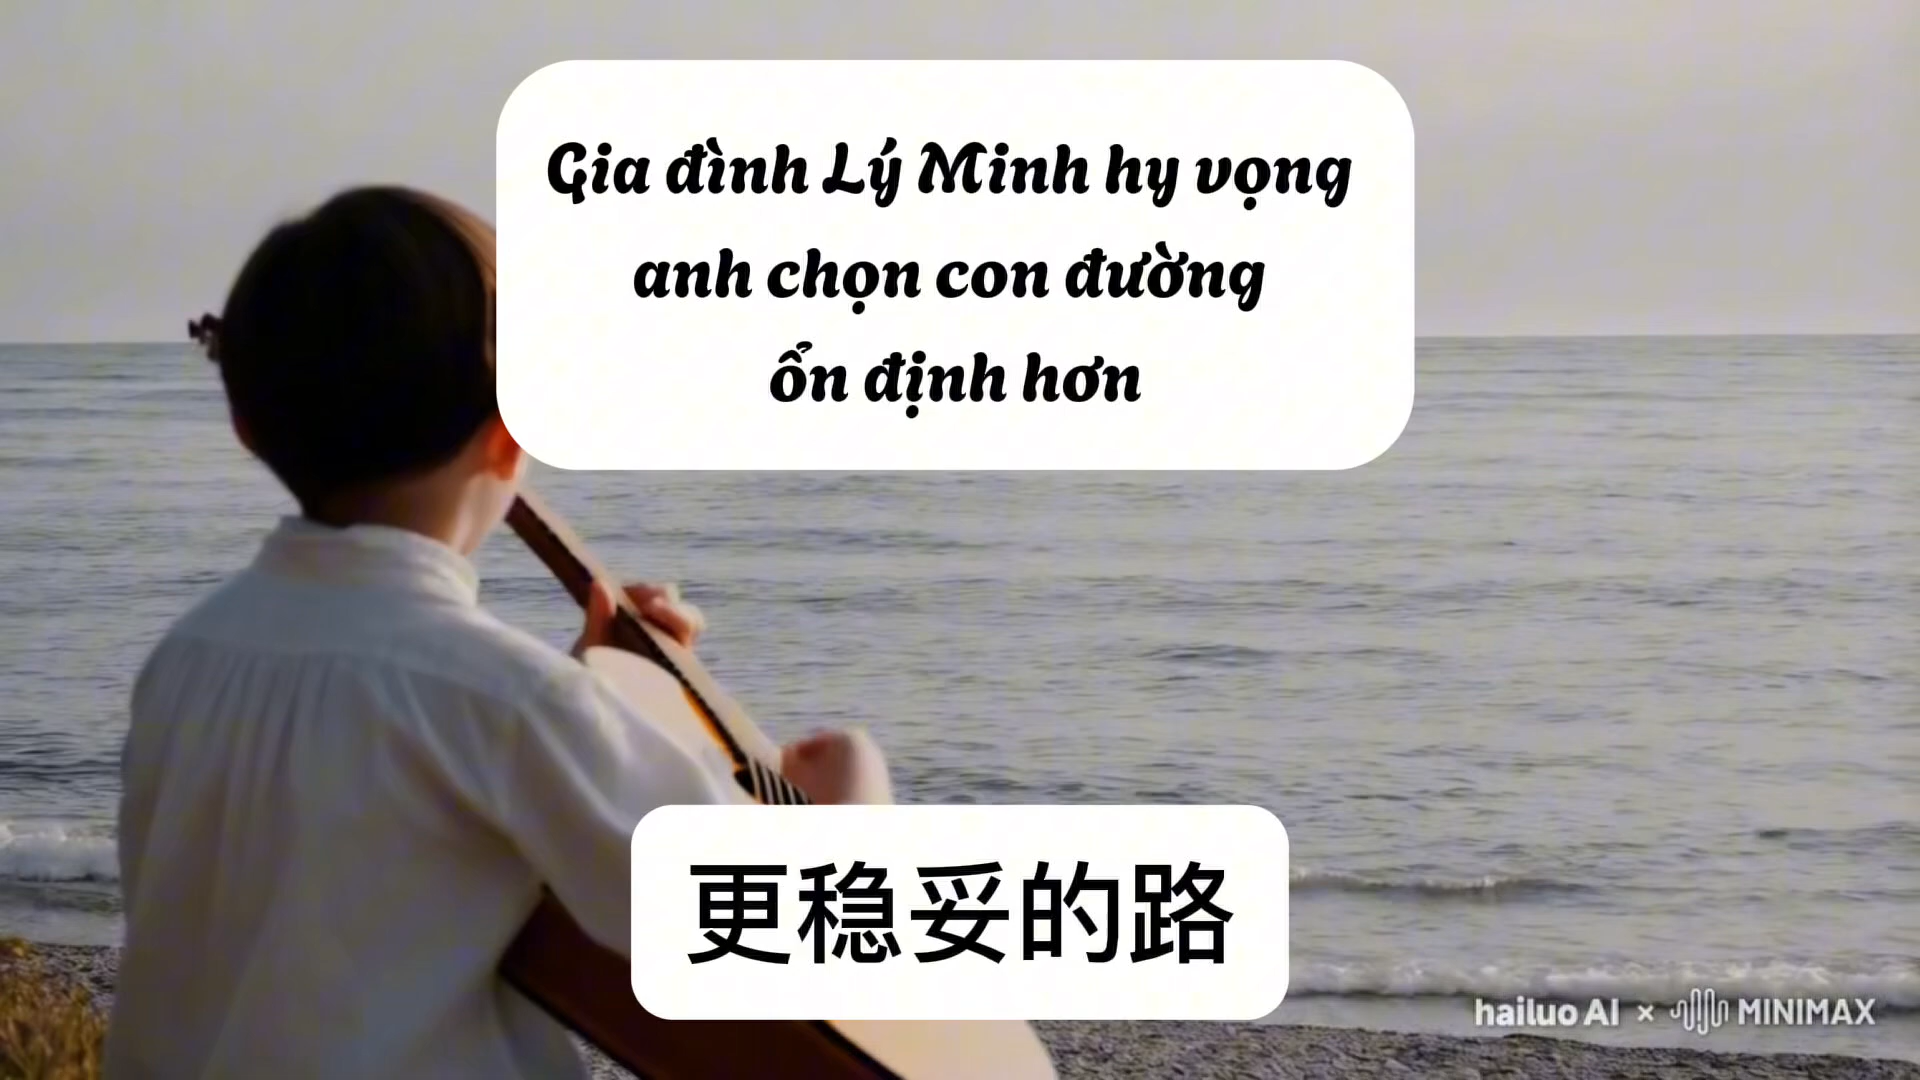 Gia đình Lý Minh hy vọng
anh chọn con đường
ổn định hơn
更稳妥的路
hailuo AI × MINIMAX